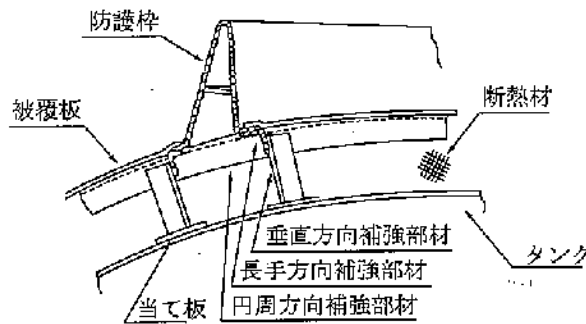 防護枠
断熱材
被覆板
垂直方向補強部材
長手方向補強部材
タンク
当て板
円周方向補強部材